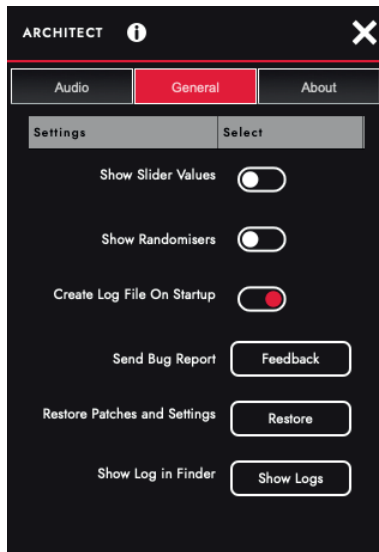 ARCHITECT i
Audio General About
Settings Select
Show Slider Values
Show Randomisers
Create Log File On Startup
Send Bug Report Feedback
Restore Patches and Settings Restore
Show Log in Finder Show Logs